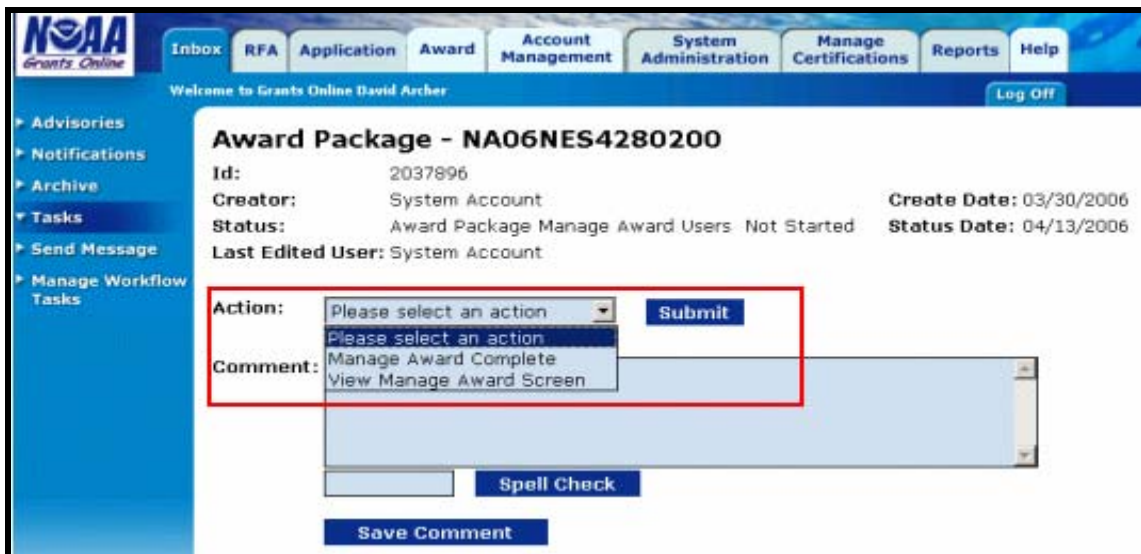 NOAA
Grants Online
Inbox RFA Application Award Account Management System Administration Manage Certifications Reports Help
Welcome to Grants Online David Archer
Log Off
Advisories
Notifications
Archive
Tasks
Send Message
Manage Workflow Tasks
Award Package - NA06NES4280200
Id: 2037896
Creator: System Account Create Date: 03/30/2006
Status: Award Package Manage Award Users Not Started Status Date: 04/13/2006
Last Edited User: System Account
Action: Please select an action Submit
Please select an action
Comment: Manage Award Complete
View Manage Award Screen
Spell Check
Save Comment